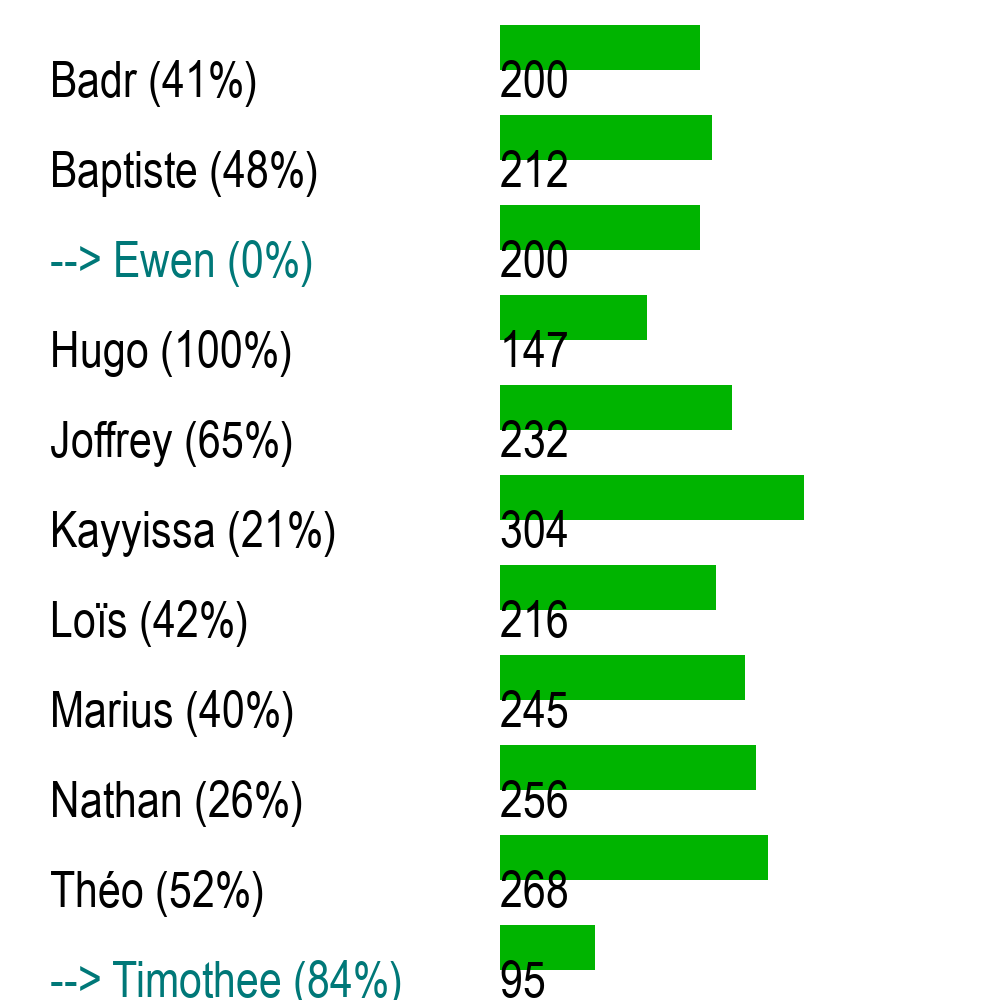 Badr (41%) 200
Baptiste (48%) 212
--> Ewen (0%) 200
Hugo (100%) 147
Joffrey (65%) 232
Kayyissa (21%) 304
Loïs (42%) 216
Marius (40%) 245
Nathan (26%) 256
Théo (52%) 268
--> Timothee (84%) 95